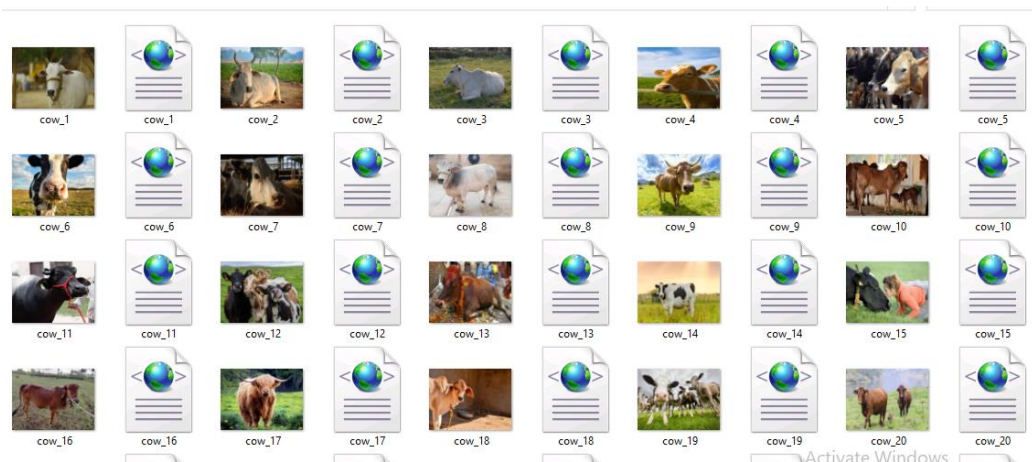 cow_1 cow_1 cow_2 cow_2 cow_3 cow_3 cow_4 cow_4 cow_5 cow_5
cow_6 cow_6 cow_7 cow_7 cow_8 cow_8 cow_9 cow_9 cow_10 cow_10
cow_11 cow_11 cow_12 cow_12 cow_13 cow_13 cow_14 cow_14 cow_15 cow_15
cow_16 cow_16 cow_17 cow_17 cow_18 cow_18 cow_19 cow_19 cow_20 cow_20
Activate Windows